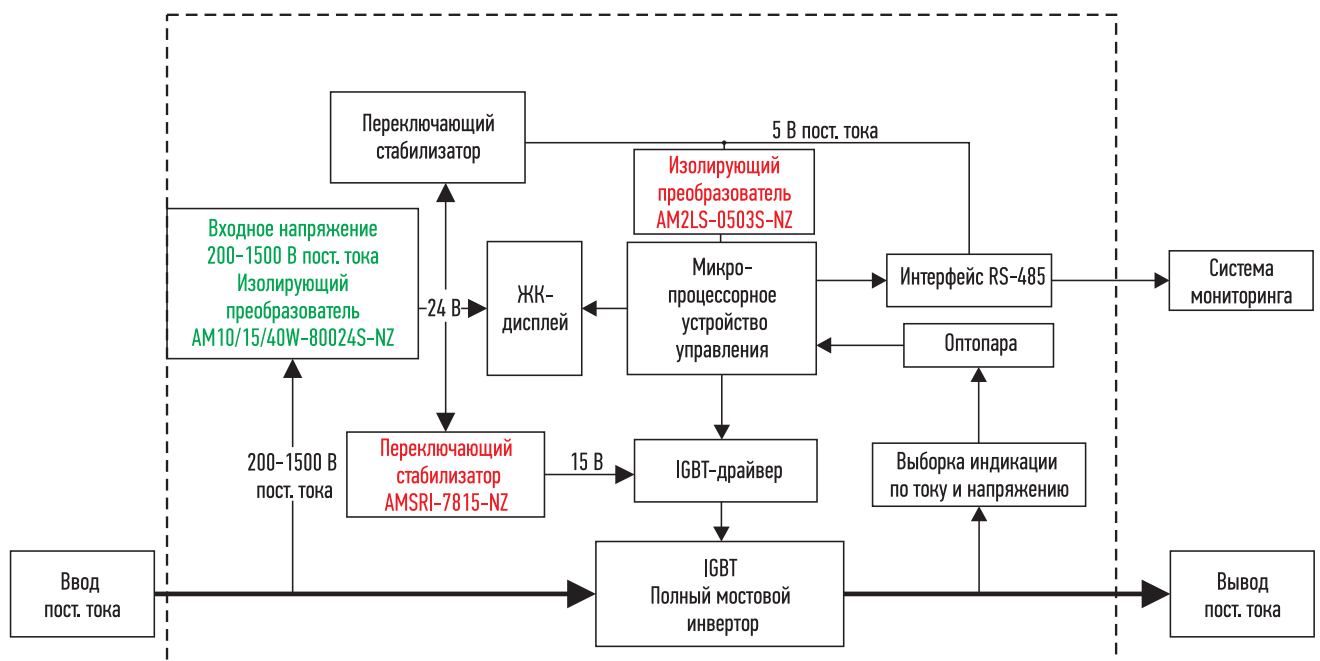 Переключающий
стабилизатор
5 В пост. тока
Изолирующий
преобразователь
AM2LS-0503S-NZ
Входное напряжение
200-1500 В пост. тока
Изолирующий
преобразователь
AM10/15/40W-80024S-NZ
24 В
ЖК-
дисплей
Микро-
процессорное
устройство
управления
Интерфейс RS-485
Система
мониторинга
Оптопара
200-1500 В
пост. тока
Переключающий
стабилизатор
AMSRI-7815-NZ
15 В
IGBT-драйвер
Выборка индикации
по току и напряжению
Ввод
пост. тока
IGBT
Полный мостовой
инвертор
Вывод
пост. тока